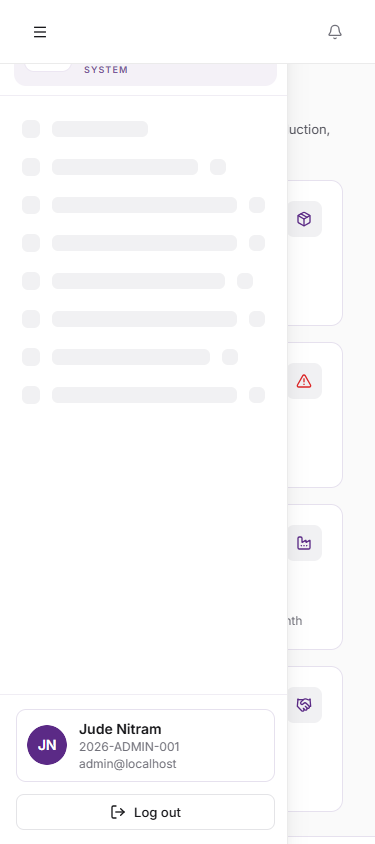 SYSTEM
uction,
nth
JN
Jude Nitram
2026-ADMIN-001
admin@localhost
Log out